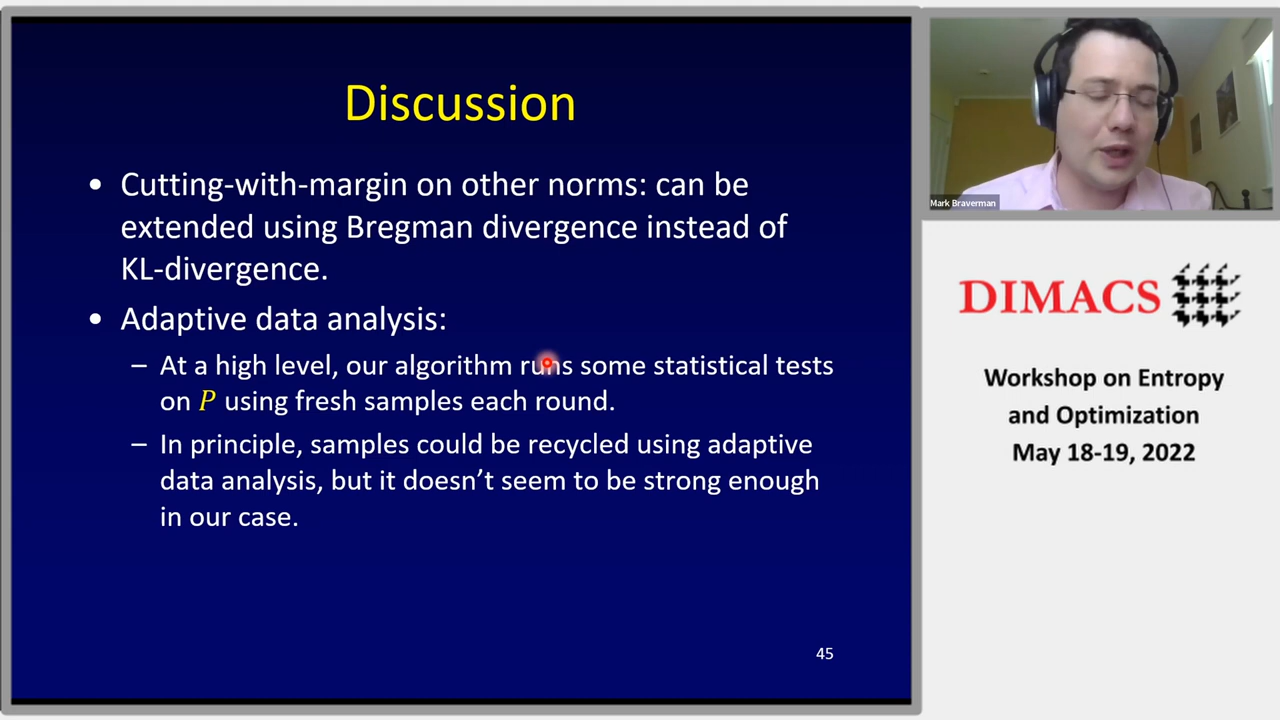 Discussion
• Cutting-with-margin on other norms: can be
extended using Bregman divergence instead of
KL-divergence.
• Adaptive data analysis:
– At a high level, our algorithm runs some statistical tests
on P using fresh samples each round.
– In principle, samples could be recycled using adaptive
data analysis, but it doesn’t seem to be strong enough
in our case.
45
Mark Braverman
DIMACS
Workshop on Entropy
and Optimization
May 18-19, 2022